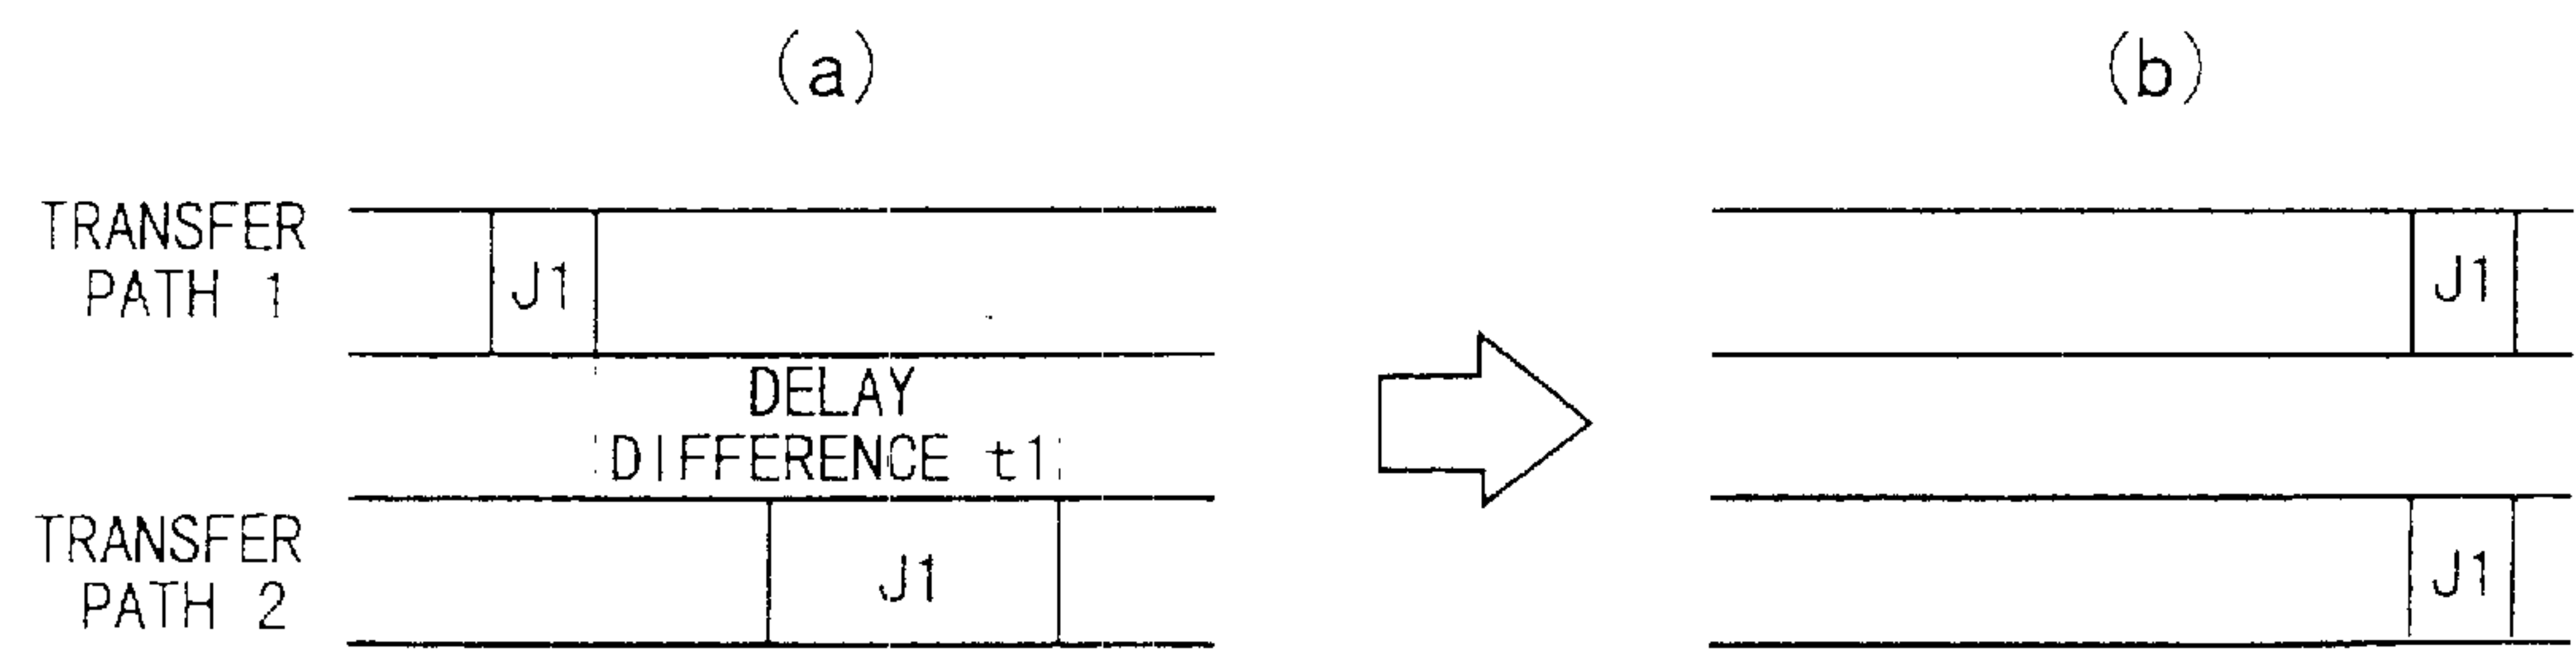 (a)
(b)
TRANSFER
PATH 1
J1
J1
DELAY
DIFFERENCE t1
TRANSFER
PATH 2
J1
J1